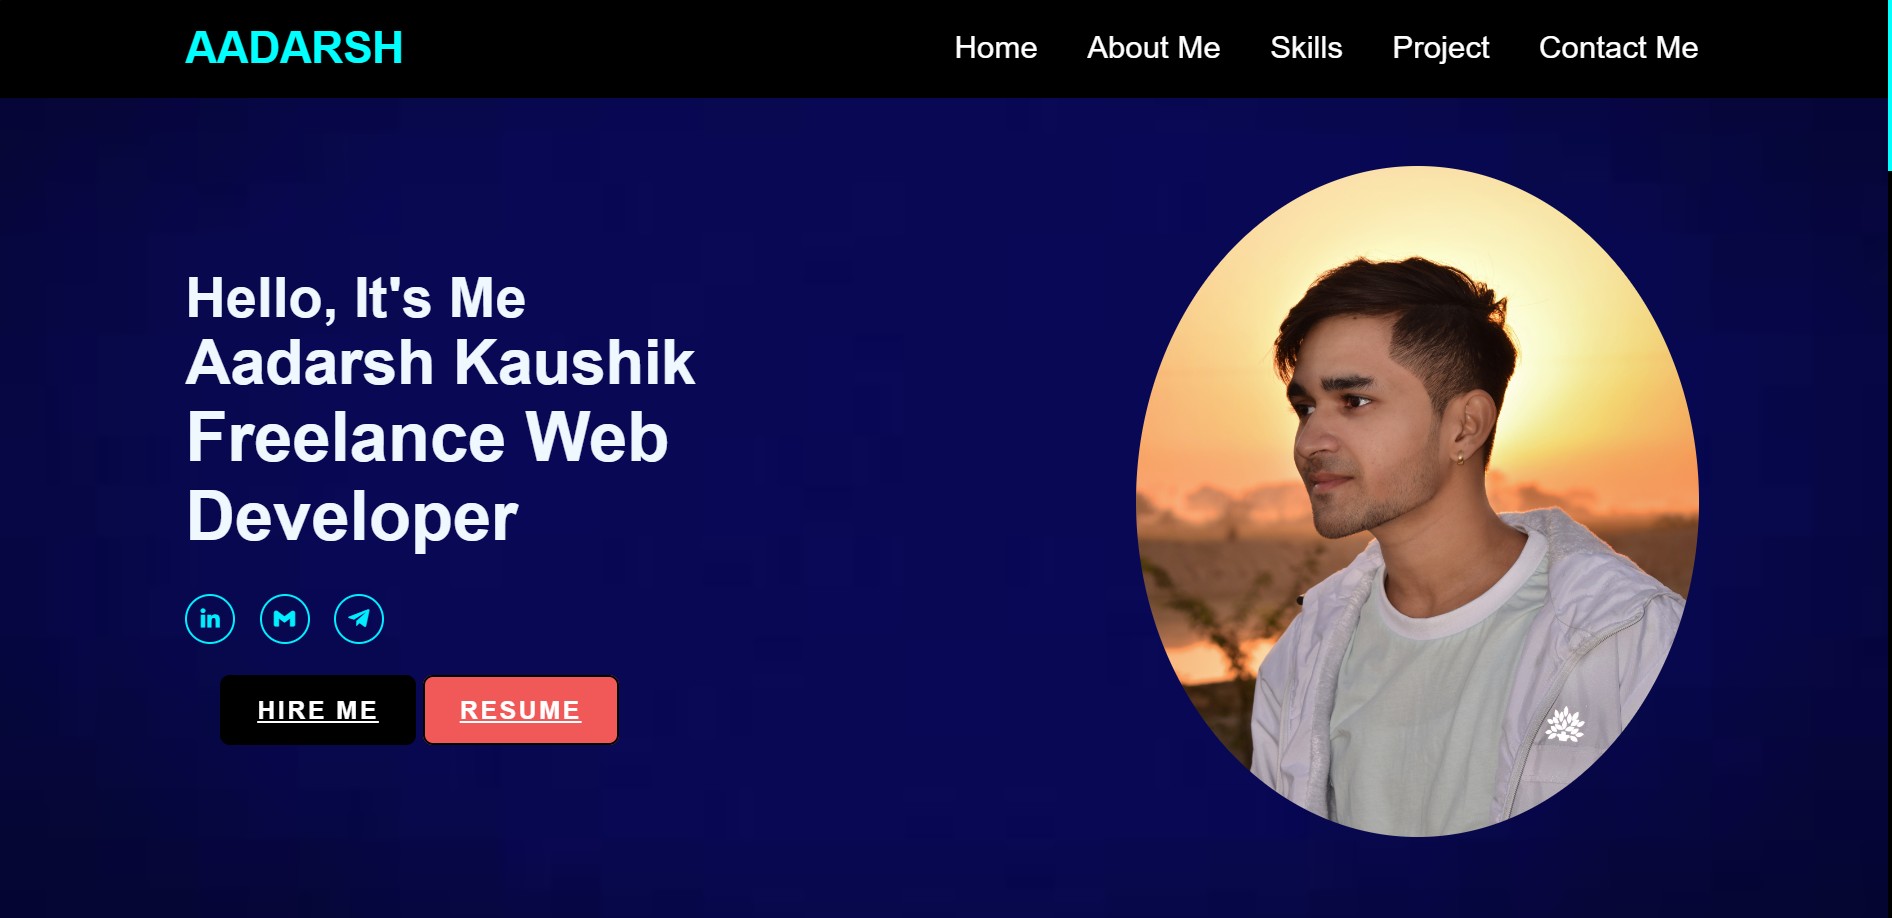 AADARSH
Home About Me Skills Project Contact Me
Hello, It's Me
Aadarsh Kaushik
Freelance Web
Developer
in
HIRE ME RESUME